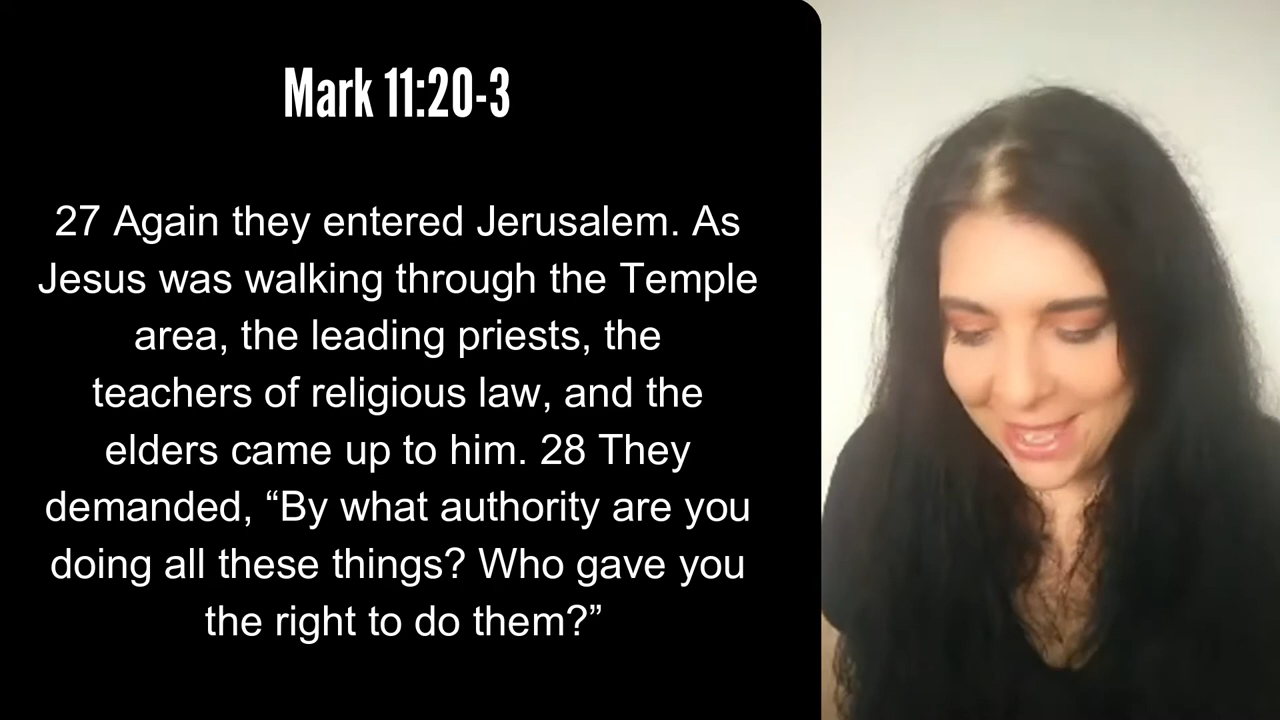 Mark 11:20-3
27 Again they entered Jerusalem. As
Jesus was walking through the Temple
area, the leading priests, the
teachers of religious law, and the
elders came up to him. 28 They
demanded, “By what authority are you
doing all these things? Who gave you
the right to do them?”